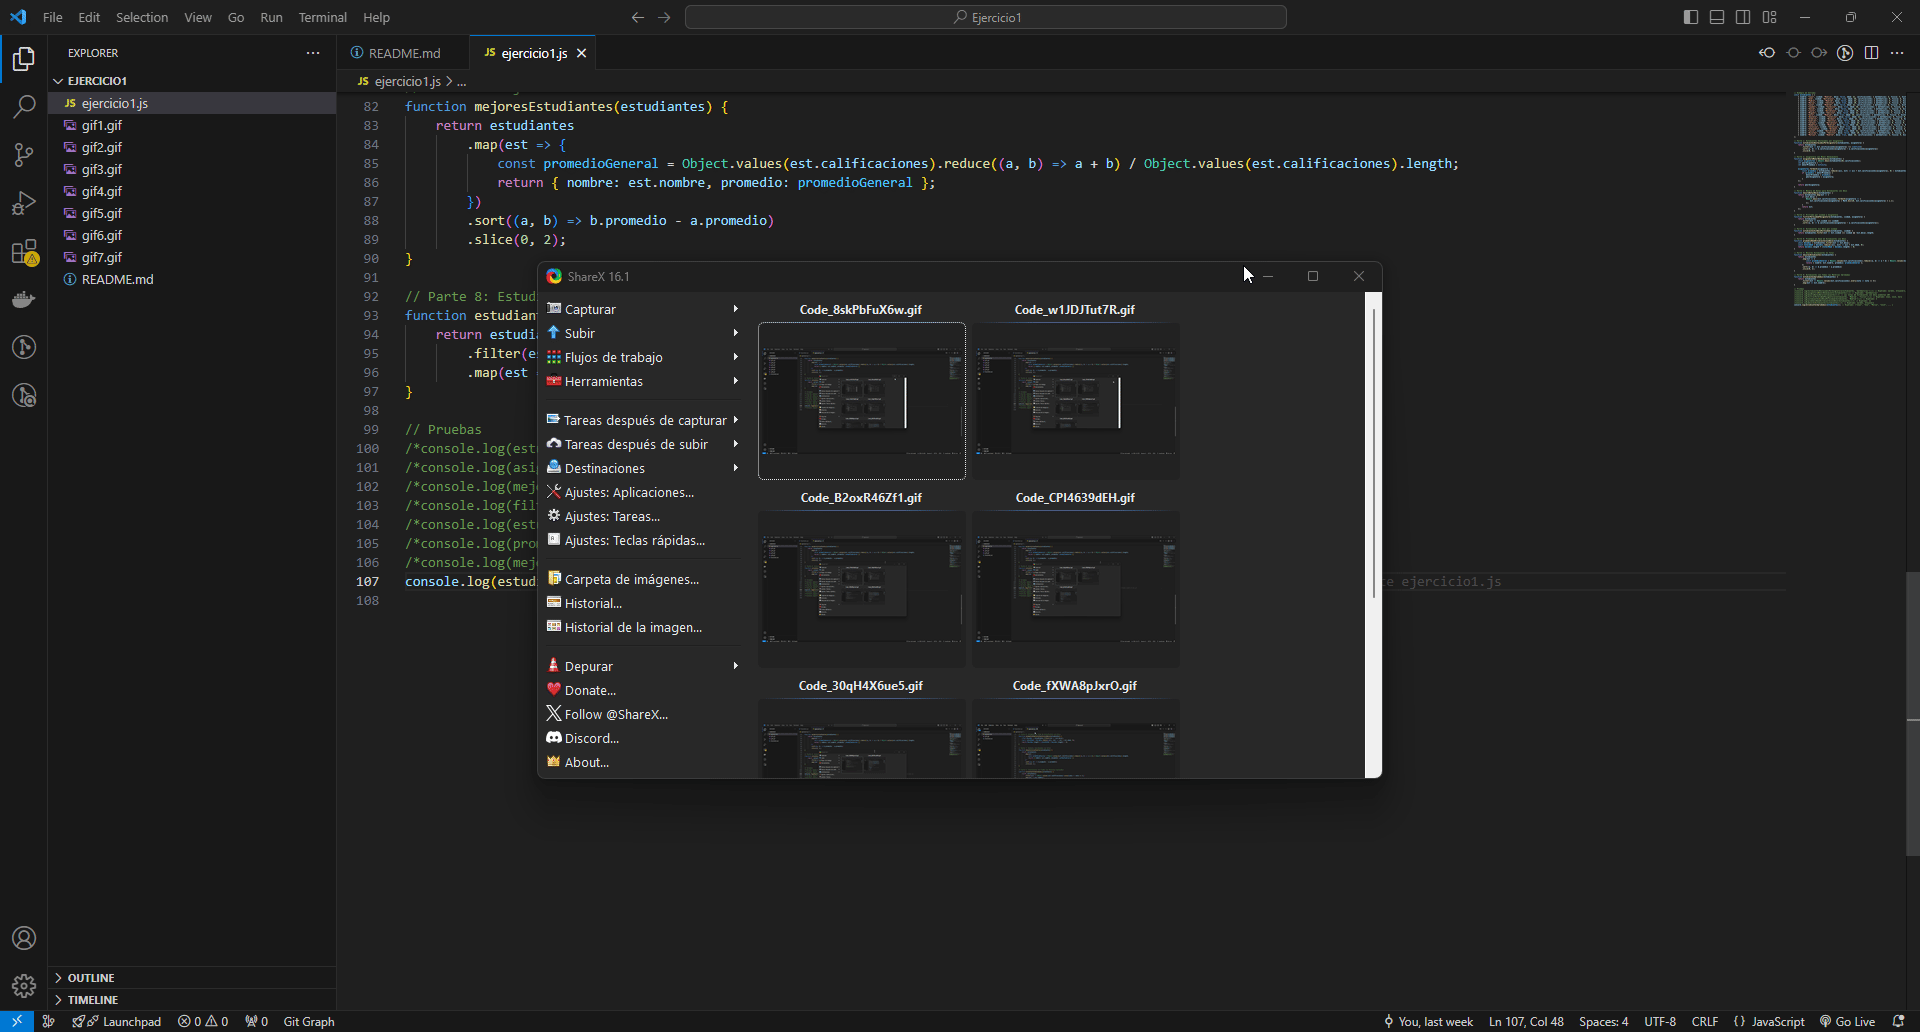 File Edit Selection View Go Run Terminal Help
Ejercicio1
EXPLORER
EJERCICIO1
JS ejercicio1.js
gif1.gif
gif2.gif
gif3.gif
gif4.gif
gif5.gif
gif6.gif
gif7.gif
README.md
OUTLINE
TIMELINE
README.md
JS ejercicio1.js
JS ejercicio1.js > ...
82 function mejoresEstudiantes(estudiantes) {
83 return estudiantes
84 .map(est => {
85 const promedioGeneral = Object.values(est.calificaciones).reduce((a, b) => a + b) / Object.values(est.calificaciones).length;
86 return { nombre: est.nombre, promedio: promedioGeneral };
87 })
88 .sort((a, b) => b.promedio - a.promedio)
89 .slice(0, 2);
90 }
91
92 // Parte 8: Estud
93 function estudian
94 return estudi
95 .filter(e
96 .map(est
97 }
98
99 // Pruebas
100 /*console.log(est
101 /*console.log(asi
102 /*console.log(mej
103 /*console.log(fil
104 /*console.log(est
105 /*console.log(pro
106 /*console.log(mej
107 console.log(estud
e ejercicio1.js
108
ShareX 16.1
Capturar
Subir
Flujos de trabajo
Herramientas
Tareas después de capturar
Tareas después de subir
Destinaciones
Ajustes: Aplicaciones...
Ajustes: Tareas...
Ajustes: Teclas rápidas...
Carpeta de imágenes...
Historial...
Historial de la imagen...
Depurar
Donate...
Follow @ShareX...
Discord...
About...
Code_8skPbFuX6w.gif
Code_w1JDJTut7R.gif
Code_B2oxR46Zf1.gif
Code_CPI4639dEH.gif
Code_30qH4X6ue5.gif
Code_fXWA8pJxrO.gif
Launchpad 0 0 0 Git Graph
You, last week Ln 107, Col 48 Spaces: 4 UTF-8 CRLF {} JavaScript Go Live